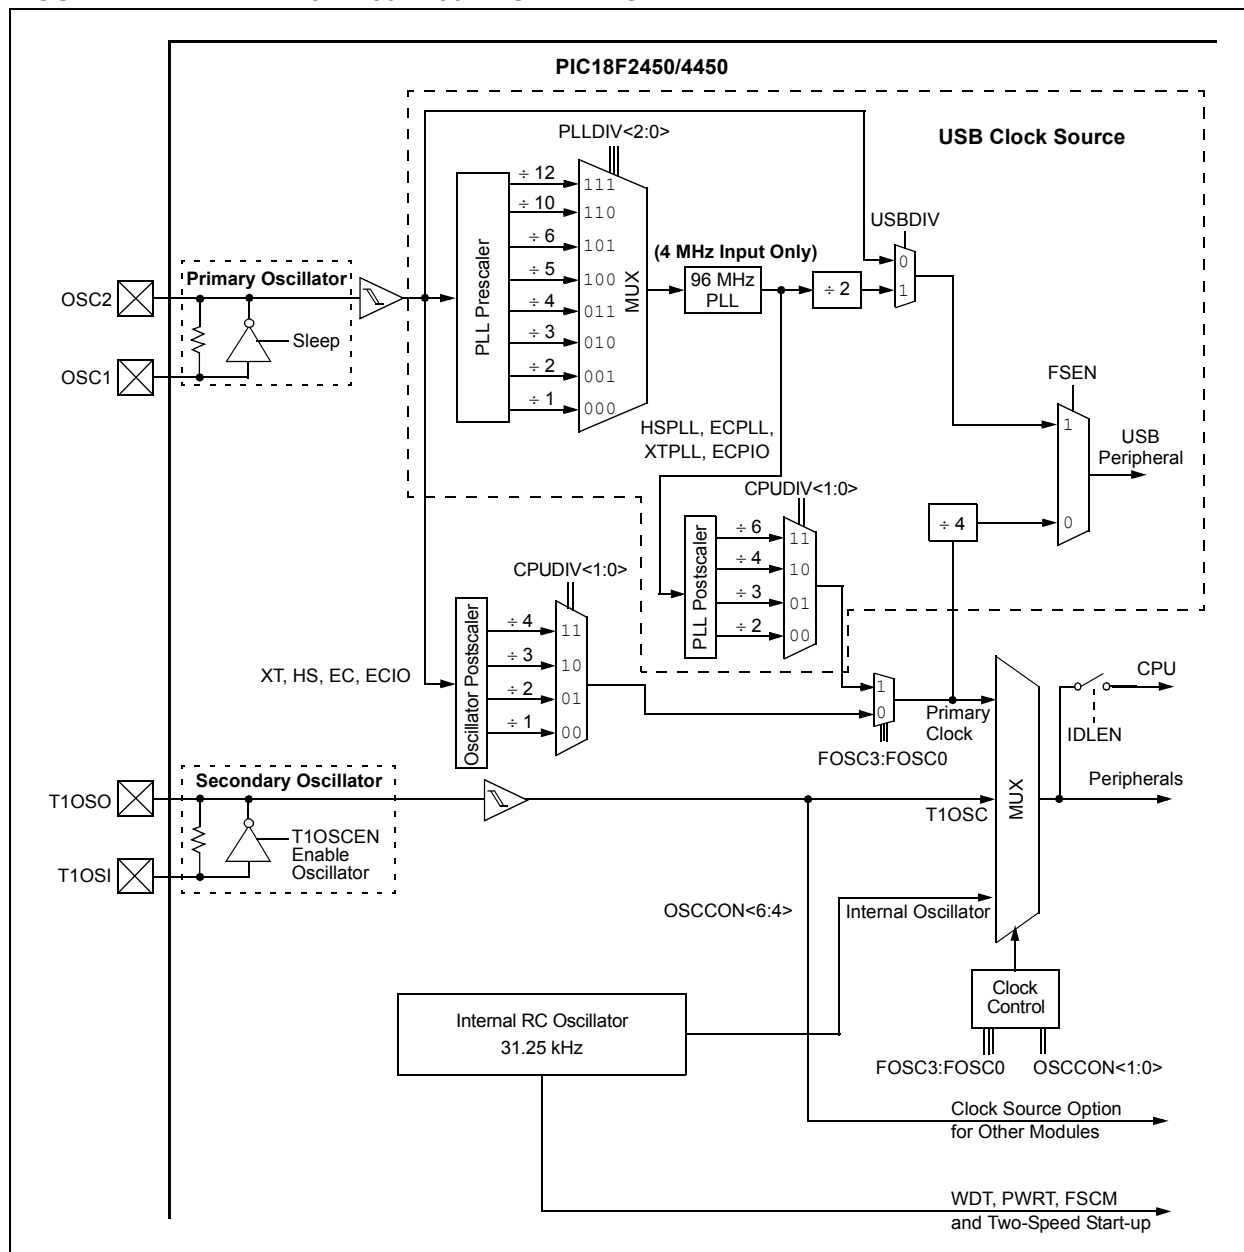 PIC18F2450/4450
PLLDIV<2:0>
USB Clock Source
÷ 12
111
÷ 10
110
÷ 6
101
÷ 5
100
÷ 4
011
÷ 3
010
÷ 2
001
÷ 1
000
PLL Prescaler
MUX
USBDIV
(4 MHz Input Only)
0
1
96 MHz
PLL
÷ 2
Primary Oscillator
OSC2
Sleep
OSC1
FSEN
1
0
USB
Peripheral
HSPLL, ECPLL,
XTPLL, ECPIO
CPUDIV<1:0>
÷ 6
11
÷ 4
10
÷ 3
01
÷ 2
00
PLL Postscaler
÷ 4
CPUDIV<1:0>
÷ 4
11
÷ 3
10
÷ 2
01
÷ 1
00
Oscillator Postscaler
XT, HS, EC, ECIO
1
0
Primary
Clock
FOSC3:FOSC0
CPU
IDLEN
Peripherals
MUX
Secondary Oscillator
T1OSO
T1OSCEN
Enable
Oscillator
T1OSI
T1OSC
OSCCON<6:4>
Internal Oscillator
Clock
Control
FOSC3:FOSC0
OSCCON<1:0>
Internal RC Oscillator
31.25 kHz
Clock Source Option
for Other Modules
WDT, PWRT, FSCM
and Two-Speed Start-up